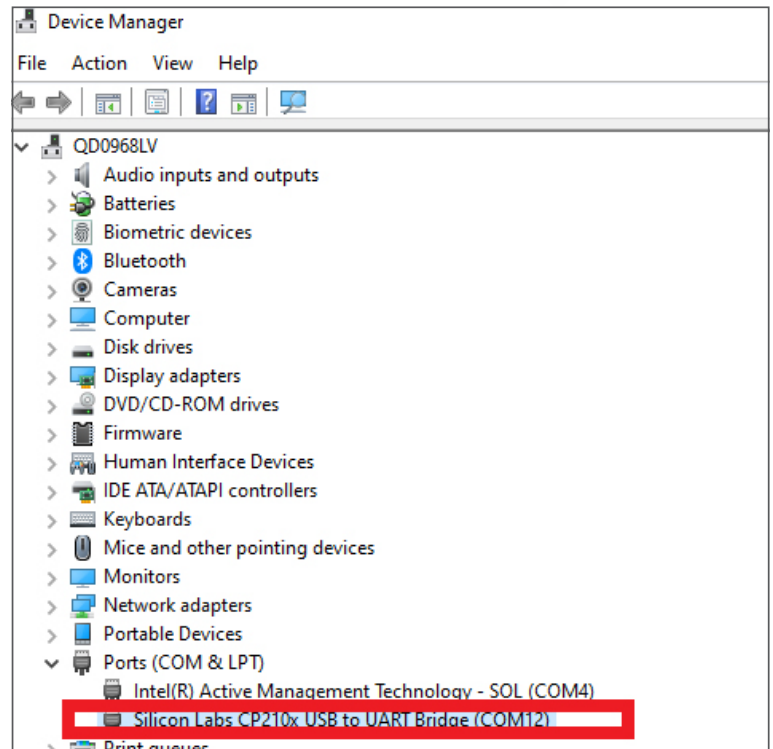 Device Manager
File Action View Help
QD0968LV
Audio inputs and outputs
Batteries
Biometric devices
Bluetooth
Cameras
Computer
Disk drives
Display adapters
DVD/CD-ROM drives
Firmware
Human Interface Devices
IDE ATA/ATAPI controllers
Keyboards
Mice and other pointing devices
Monitors
Network adapters
Portable Devices
Ports (COM & LPT)
Intel(R) Active Management Technology - SOL (COM4)
Silicon Labs CP210x USB to UART Bridge (COM12)
Print queues